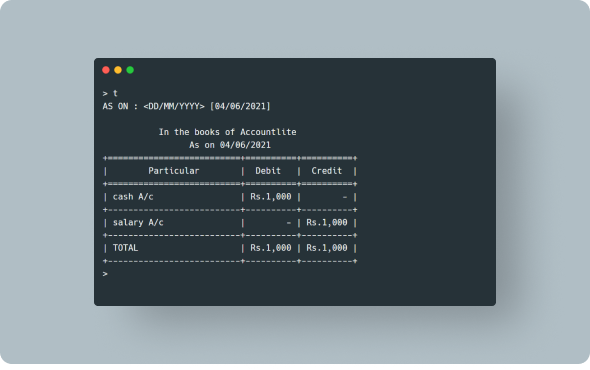 > t
AS ON : <DD/MM/YYYY> [04/06/2021]
In the books of Accountlite
As on 04/06/2021
+==========================+==========+==========+
|        Particular        |  Debit   |  Credit  |
+==========================+==========+==========+
| cash A/c                 | Rs.1,000 |        - |
+--------------------------+----------+----------+
| salary A/c               |        - | Rs.1,000 |
+--------------------------+----------+----------+
| TOTAL                    | Rs.1,000 | Rs.1,000 |
+--------------------------+----------+----------+
>